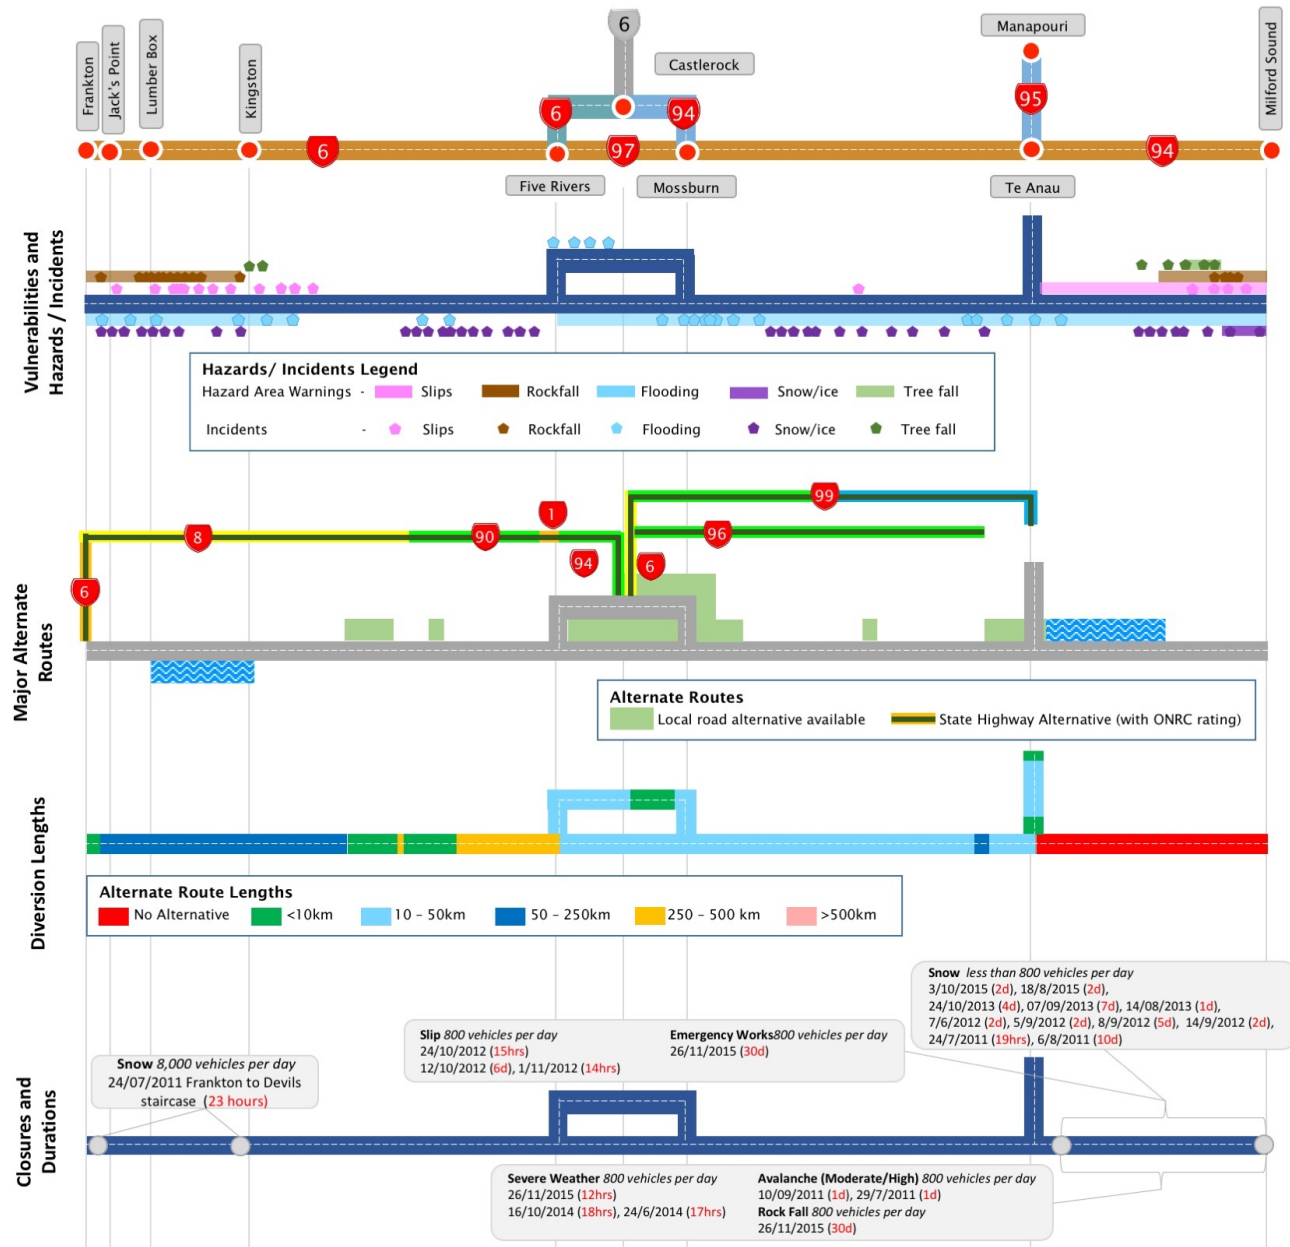 Frankton
Jack's Point
Lumber Box
Kingston
6
Castlerock
Manapouri
Milford Sound
6
94
95
6
97
94
Five Rivers
Mossburn
Te Anau
Vulnerabilities and
Hazards / Incidents
Hazards/ Incidents Legend
Hazard Area Warnings - Slips Rockfall Flooding Snow/ice Tree fall
Incidents - Slips Rockfall Flooding Snow/ice Tree fall
Major Alternate
Routes
99
1
8
90
96
94
6
6
Alternate Routes
Local road alternative available State Highway Alternative (with ONRC rating)
Diversion Lengths
Alternate Route Lengths
No Alternative <10km 10 – 50km 50 – 250km 250 – 500 km >500km
Closures and
Durations
Snow less than 800 vehicles per day
3/10/2015 (2d), 18/8/2015 (2d),
24/10/2013 (4d), 07/09/2013 (7d), 14/08/2013 (1d)
7/6/2012 (2d), 5/9/2012 (2d), 8/9/2012 (5d), 14/9/2012 (2d),
24/7/2011 (19hrs), 6/8/2011 (10d)
Slip 800 vehicles per day
24/10/2012 (15hrs)
12/10/2012 (6d), 1/11/2012 (14hrs)
Emergency Works800 vehicles per day
26/11/2015 (30d)
Snow 8,000 vehicles per day
24/07/2011 Frankton to Devils
staircase (23 hours)
Severe Weather 800 vehicles per day
26/11/2015 (12hrs)
16/10/2014 (18hrs), 24/6/2014 (17hrs)
Avalanche (Moderate/High) 800 vehicles per day
10/09/2011 (1d), 29/7/2011 (1d)
Rock Fall 800 vehicles per day
26/11/2015 (30d)